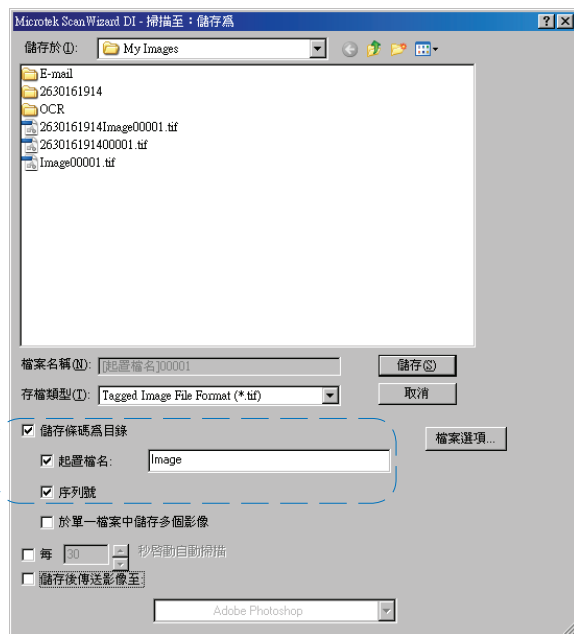 Microtek ScanWizard DI - 掃描至：儲存為
儲存於(I): My Images
E-mail
2630161914
OCR
2630161914Image00001.tif
263016191400001.tif
Image00001.tif
檔案名稱(N): [起置檔名]00001 儲存(S)
存檔類型(T): Tagged Image File Format (*.tif) 取消
儲存條碼為目錄 檔案選項...
起置檔名: Image
序列號
於單一檔案中儲存多個影像
每 30 秒啓動自動掃描
儲存後傳送影像至:
Adobe Photoshop